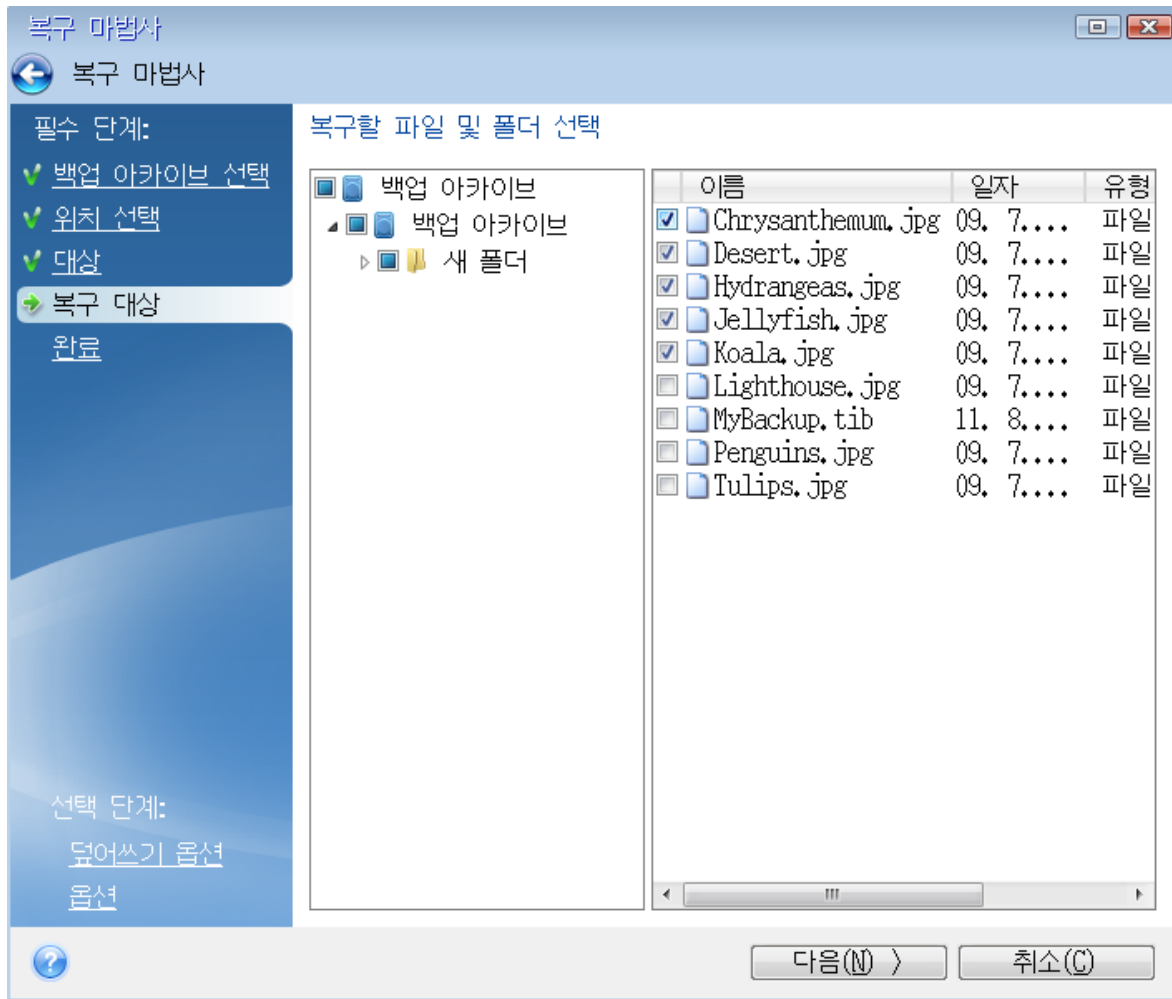 복구 마법사
복구 마법사
필수 단계:
백업 아카이브 선택
위치 선택
대상
복구 대상
완료
선택 단계:
덮어쓰기 옵션
옵션
복구할 파일 및 폴더 선택
백업 아카이브
백업 아카이브
새 폴더
이름 일자 유형
Chrysanthemum.jpg 09. 7.... 파일
Desert.jpg 09. 7.... 파일
Hydrangeas.jpg 09. 7.... 파일
Jellyfish.jpg 09. 7.... 파일
Koala.jpg 09. 7.... 파일
Lighthouse.jpg 09. 7.... 파일
MyBackup.tib 11. 8.... 파일
Penguins.jpg 09. 7.... 파일
Tulips.jpg 09. 7.... 파일
다음(N) 〉 취소(C)